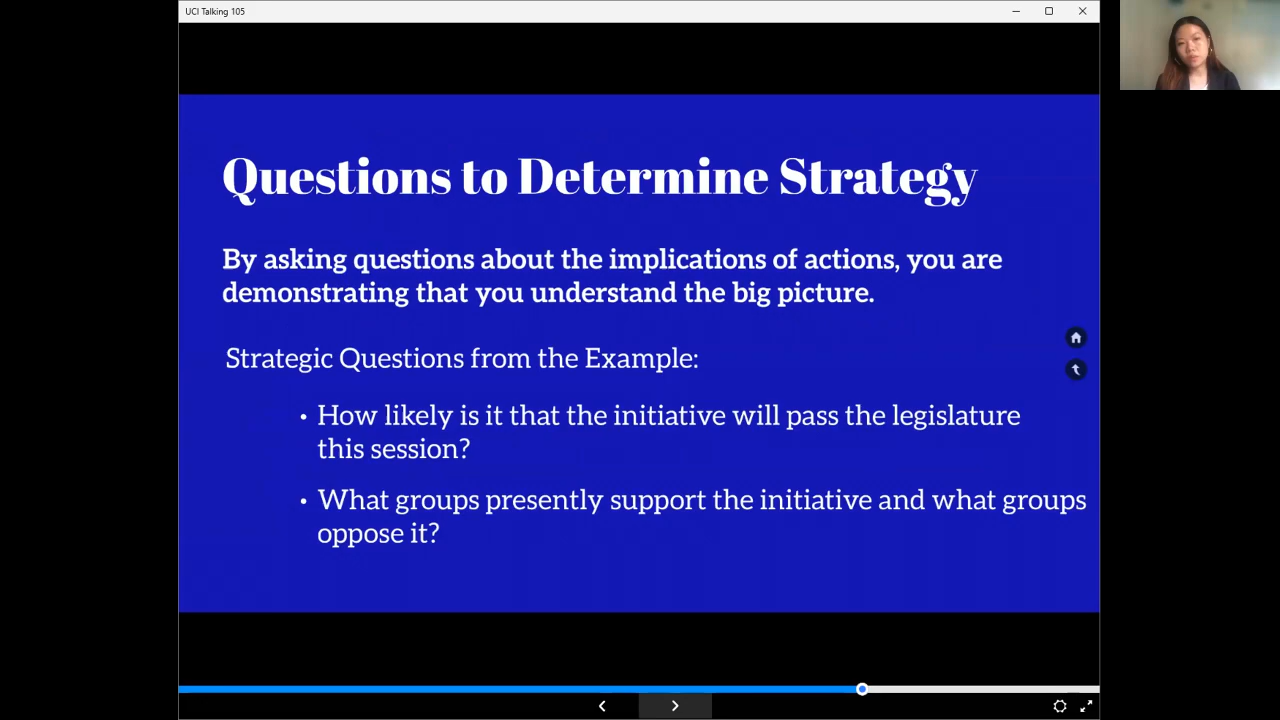 UCI Talking 105
Questions to Determine Strategy
By asking questions about the implications of actions, you are
demonstrating that you understand the big picture.
Strategic Questions from the Example:
• How likely is it that the initiative will pass the legislature
this session?
• What groups presently support the initiative and what groups
oppose it?